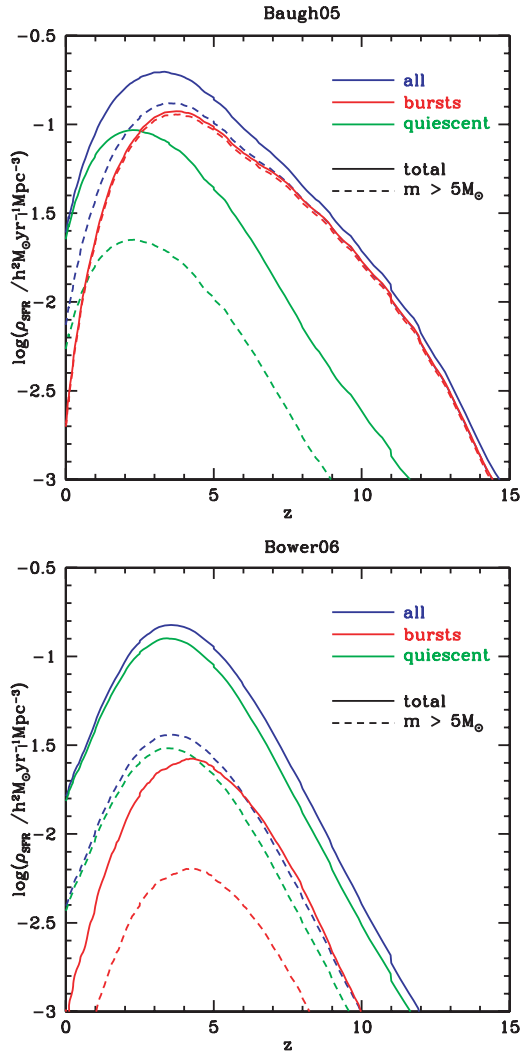 Baugh05
-0.5
all
bursts
quiescent
total
m > 5M☉
-1
-1.5
-2
-2.5
-3
log(ρSFR /h²M☉yr⁻¹Mpc⁻³)
0 5 10 15
z
Bower06
-0.5
all
bursts
quiescent
total
m > 5M☉
-1
-1.5
-2
-2.5
-3
log(ρSFR /h²M☉yr⁻¹Mpc⁻³)
0 5 10 15
z